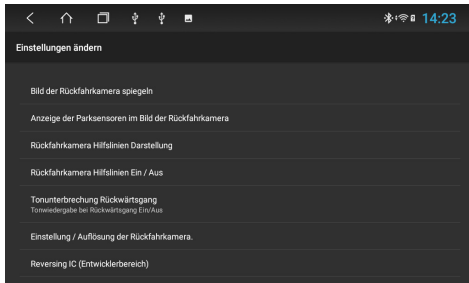 14:23
Einstellungen ändern
Bild der Rückfahrkamera spiegeln
Anzeige der Parksensoren im Bild der Rückfahrkamera
Rückfahrkamera Hilfslinien Darstellung
Rückfahrkamera Hilfslinien Ein / Aus
Tonunterbrechung Rückwärtsgang
Tonwiedergabe bei Rückwärtsgang Ein/Aus
Einstellung / Auflösung der Rückfahrkamera.
Reversing IC (Entwicklerbereich)